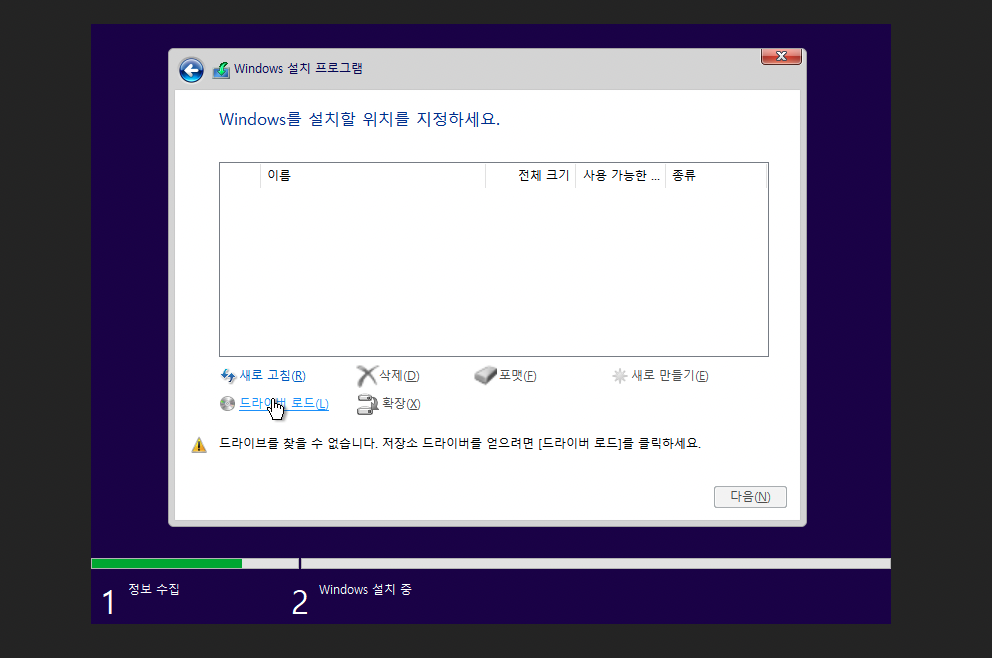 Windows 설치 프로그램
Windows를 설치할 위치를 지정하세요.
이름 전체 크기 사용 가능한 ... 종류
새로 고침(R) 삭제(D) 포맷(F) 새로 만들기(E)
드라이버 로드(L) 확장(X)
드라이브를 찾을 수 없습니다. 저장소 드라이버를 얻으려면 [드라이버 로드]를 클릭하세요.
다음(N)
1 정보 수집 2 Windows 설치 중